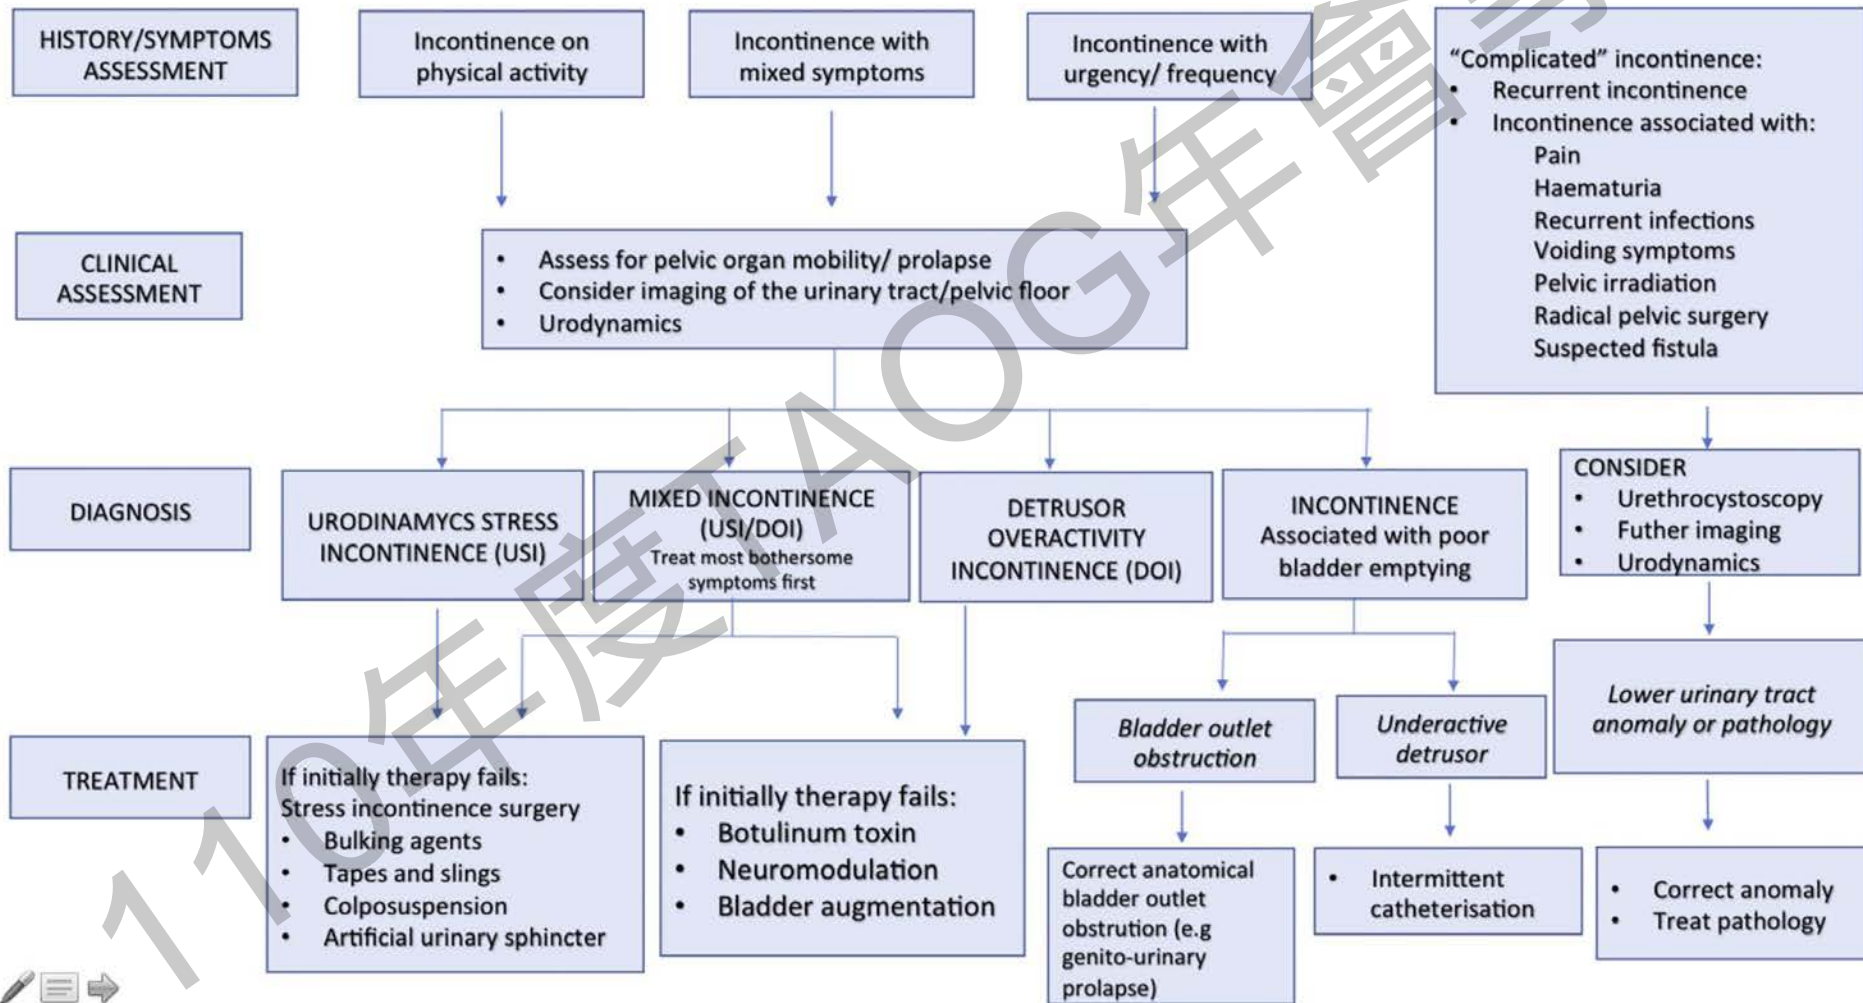 HISTORY/SYMPTOMS
ASSESSMENT
Incontinence on
physical activity
Incontinence with
mixed symptoms
Incontinence with
urgency/ frequency
"Complicated" incontinence:
• Recurrent incontinence
• Incontinence associated with:
Pain
Haematuria
Recurrent infections
Voiding symptoms
Pelvic irradiation
Radical pelvic surgery
Suspected fistula
CLINICAL
ASSESSMENT
• Assess for pelvic organ mobility/ prolapse
• Consider imaging of the urinary tract/pelvic floor
• Urodynamics
DIAGNOSIS
URODINAMYCS STRESS
INCONTINENCE (USI)
MIXED INCONTINENCE
(USI/DOI)
Treat most bothersome
symptoms first
DETRUSOR
OVERACTIVITY
INCONTINENCE (DOI)
INCONTINENCE
Associated with poor
bladder emptying
CONSIDER
• Urethrocystoscopy
• Futher imaging
• Urodynamics
Bladder outlet
obstruction
Underactive
detrusor
Lower urinary tract
anomaly or pathology
TREATMENT
If initially therapy fails:
Stress incontinence surgery
• Bulking agents
• Tapes and slings
• Colposuspension
• Artificial urinary sphincter
If initially therapy fails:
• Botulinum toxin
• Neuromodulation
• Bladder augmentation
Correct anatomical
bladder outlet
obstrution (e.g
genito-urinary
prolapse)
• Intermittent
catheterisation
• Correct anomaly
• Treat pathology
110年度TAOG年會